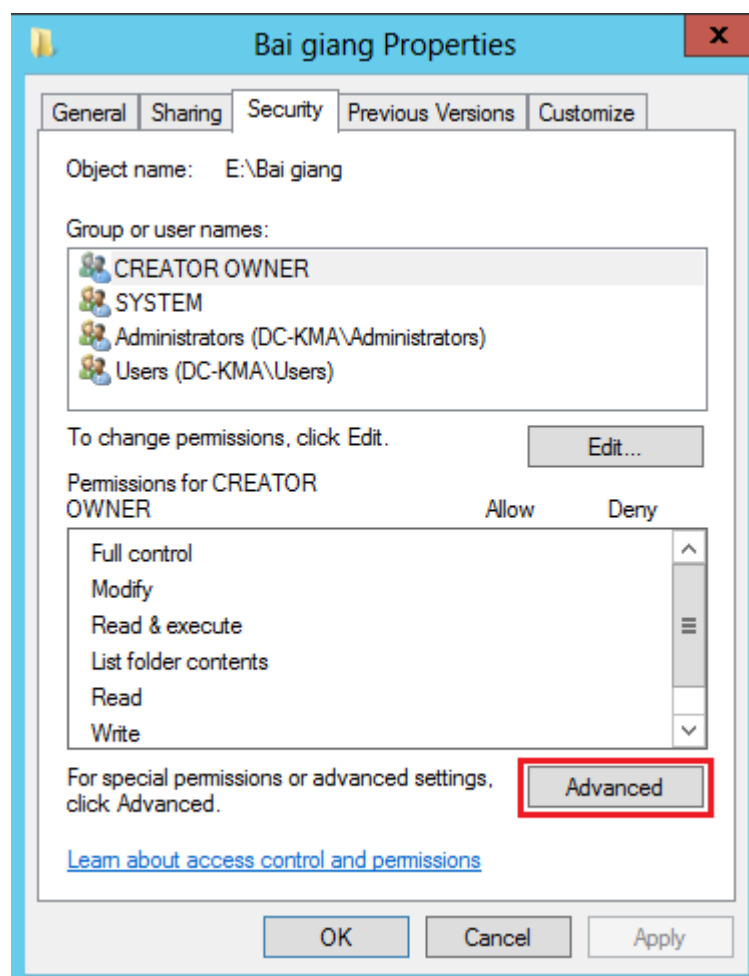 Bai giang Properties
x
General Sharing Security Previous Versions Customize
Object name: E:\Bai giang
Group or user names:
CREATOR OWNER
SYSTEM
Administrators (DC-KMA\Administrators)
Users (DC-KMA\Users)
To change permissions, click Edit.
Edit...
Permissions for CREATOR
OWNER Allow Deny
Full control
Modify
Read & execute
List folder contents
Read
Write
For special permissions or advanced settings,
click Advanced.
Advanced
Learn about access control and permissions
OK Cancel Apply